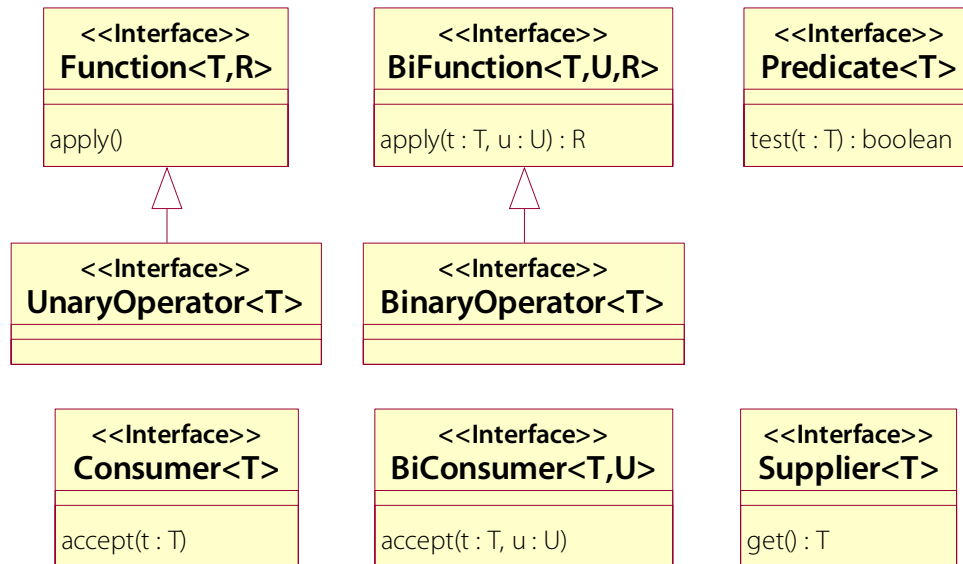 <<Interface>>
Function<T,R>
apply()
<<Interface>>
BiFunction<T,U,R>
apply(t : T, u : U) : R
<<Interface>>
Predicate<T>
test(t : T) : boolean
<<Interface>>
UnaryOperator<T>
<<Interface>>
BinaryOperator<T>
<<Interface>>
Consumer<T>
accept(t : T)
<<Interface>>
BiConsumer<T,U>
accept(t : T, u : U)
<<Interface>>
Supplier<T>
get() : T